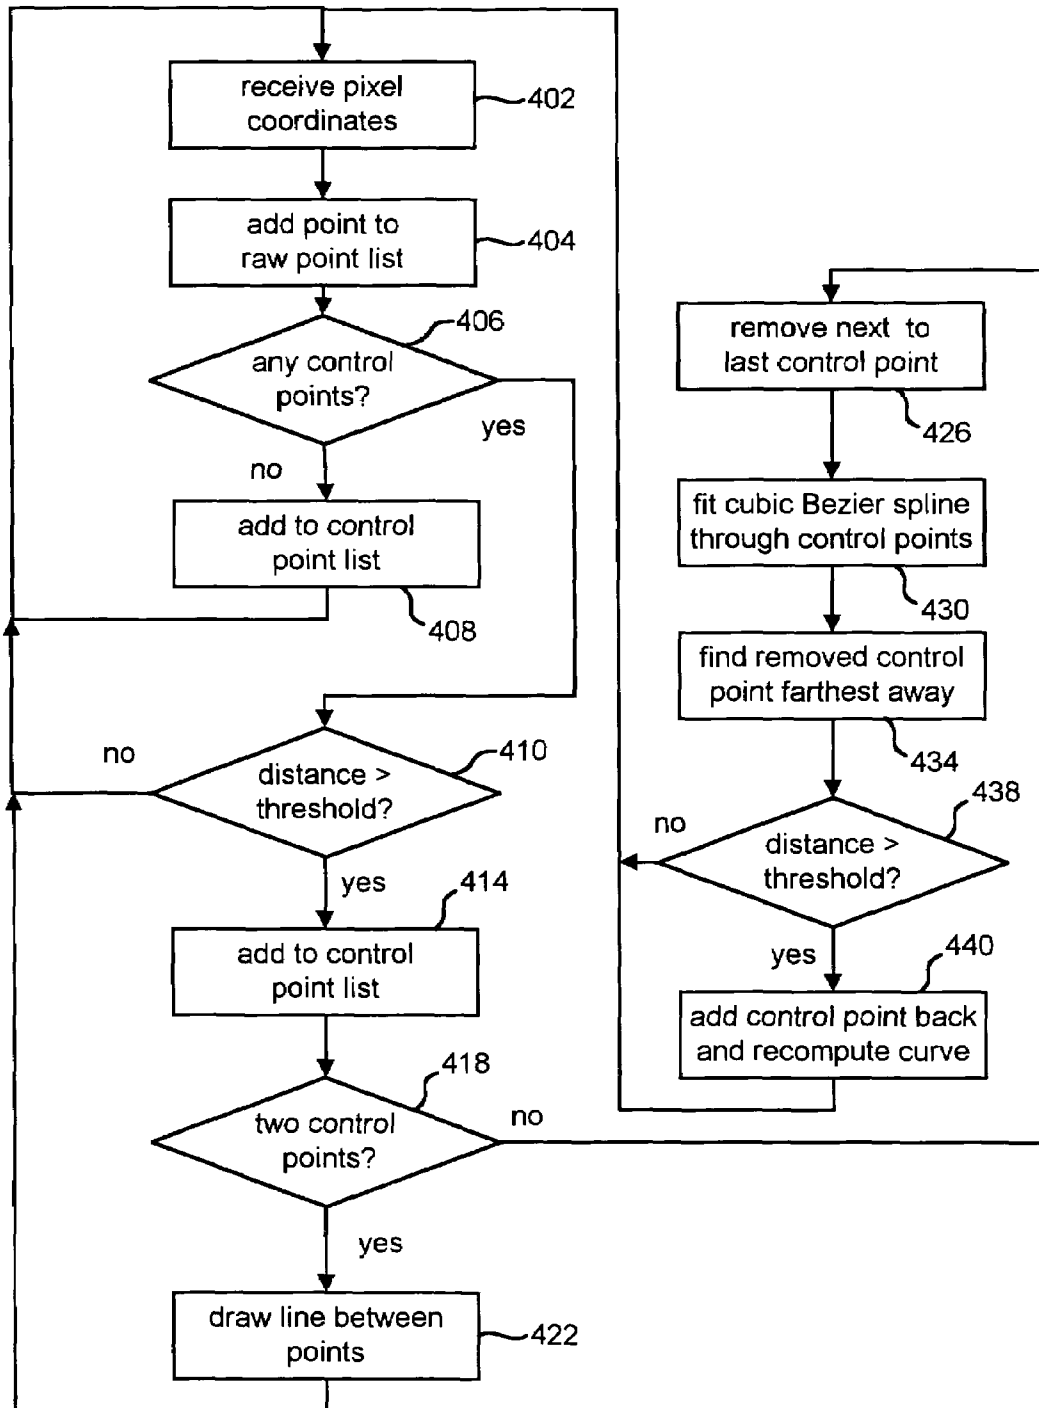 receive pixel
coordinates
402
add point to
raw point list
404
any control
points?
406
yes
no
add to control
point list
408
distance >
threshold?
410
no
yes
add to control
point list
414
two control
points?
418
no
yes
draw line between
points
422
remove next to
last control point
426
fit cubic Bezier spline
through control points
430
find removed control
point farthest away
434
distance >
threshold?
438
no
yes
add control point back
and recompute curve
440